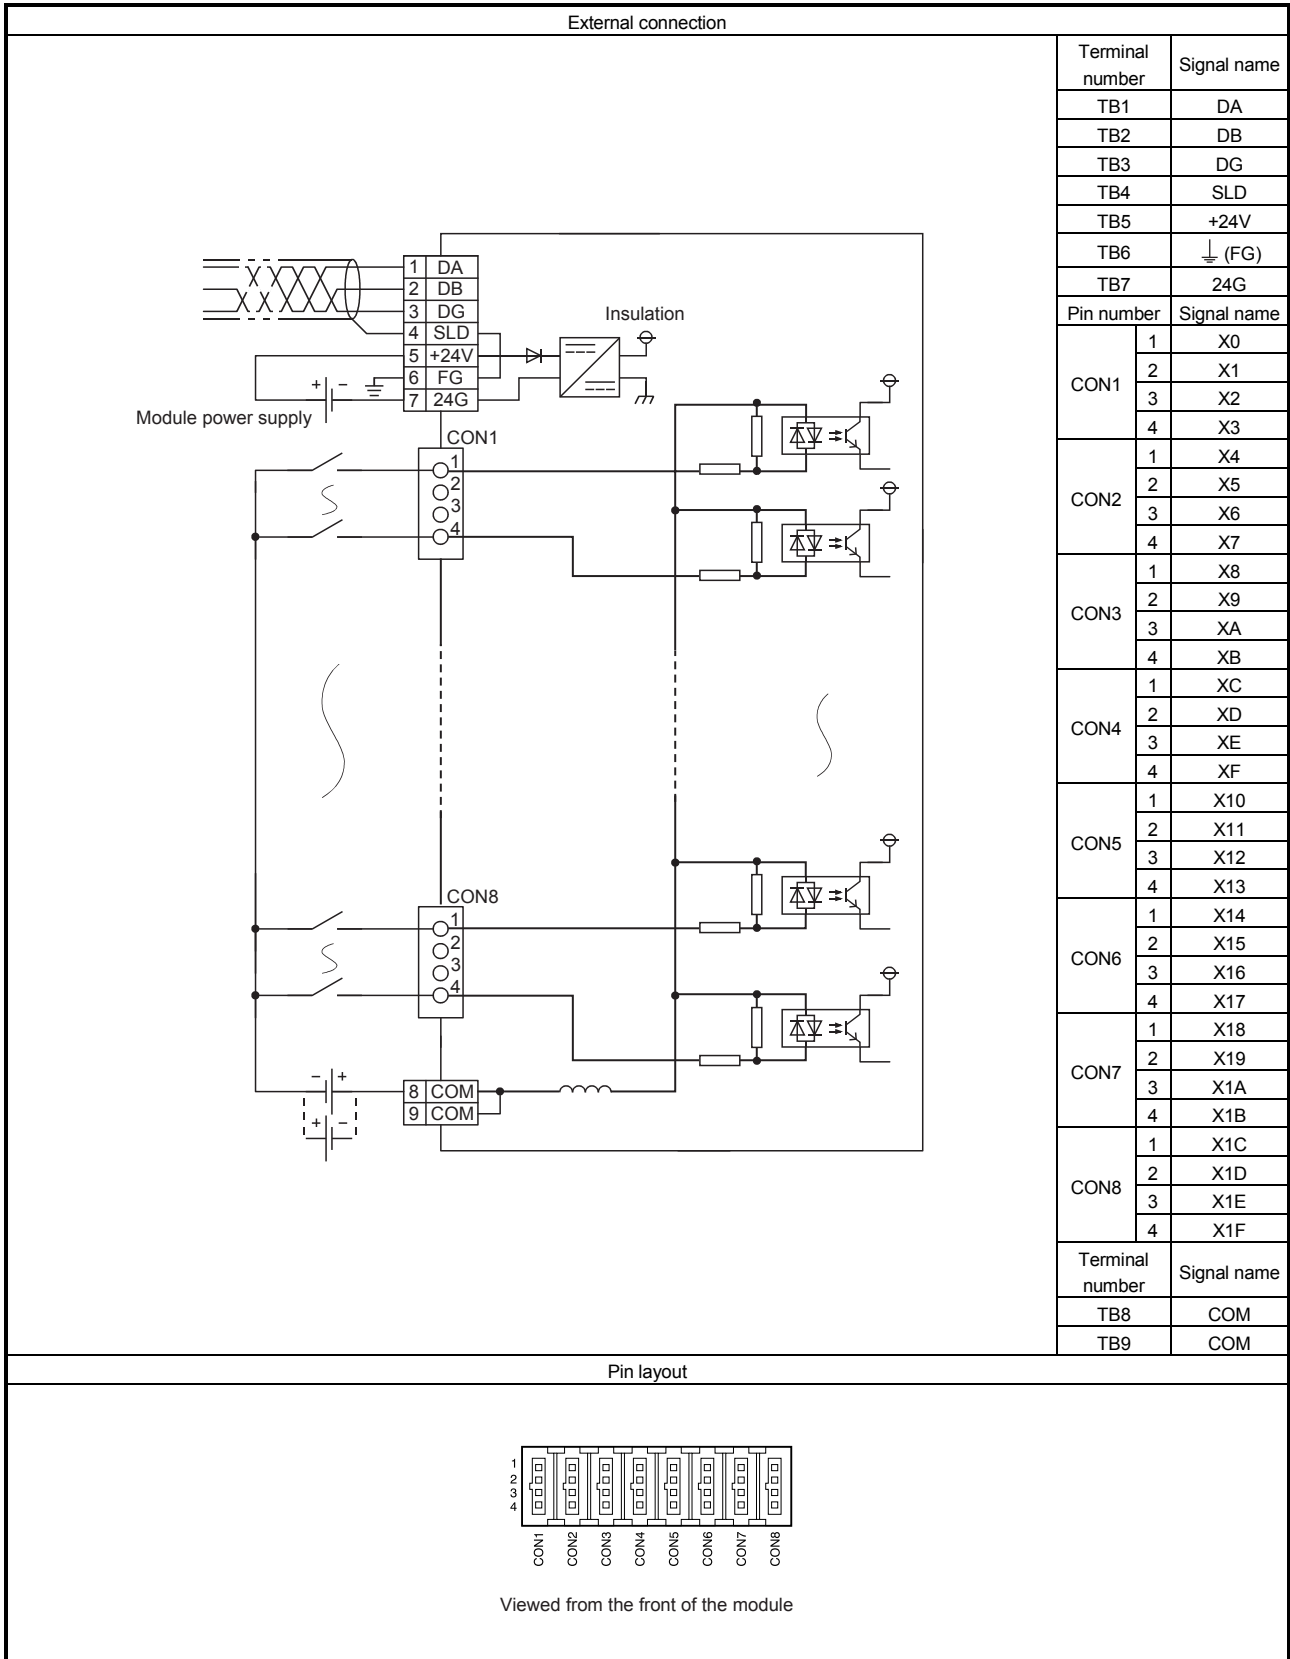 External connection
Terminal number Signal name
TB1 DA
TB2 DB
TB3 DG
TB4 SLD
TB5 +24V
TB6 (FG)
TB7 24G
Pin number Signal name
CON1 1 X0
2 X1
3 X2
4 X3
CON2 1 X4
2 X5
3 X6
4 X7
CON3 1 X8
2 X9
3 XA
4 XB
CON4 1 XC
2 XD
3 XE
4 XF
CON5 1 X10
2 X11
3 X12
4 X13
CON6 1 X14
2 X15
3 X16
4 X17
CON7 1 X18
2 X19
3 X1A
4 X1B
CON8 1 X1C
2 X1D
3 X1E
4 X1F
Terminal number Signal name
TB8 COM
TB9 COM
1 DA
2 DB
3 DG
4 SLD
5 +24V
6 FG
7 24G
Insulation
+ −
Module power supply
CON1
1
2
3
4
CON8
1
2
3
4
− +
8 COM
9 COM
+ −
Pin layout
1
2
3
4
CON1 CON2 CON3 CON4 CON5 CON6 CON7 CON8
Viewed from the front of the module